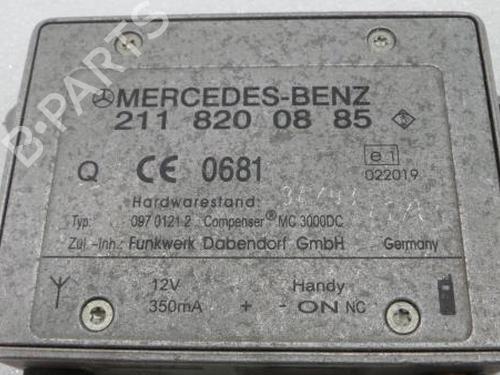 B-PARTS
MERCEDES-BENZ
211 820 08 85
Q CE 0681 e1
022019
Hardwarestand:
Typ: 097 0121 2 Compenser® MC 3000DC
Zul.-Inh.: Funkwerk Dabendorf GmbH Germany
12V Handy
350mA + - ON NC